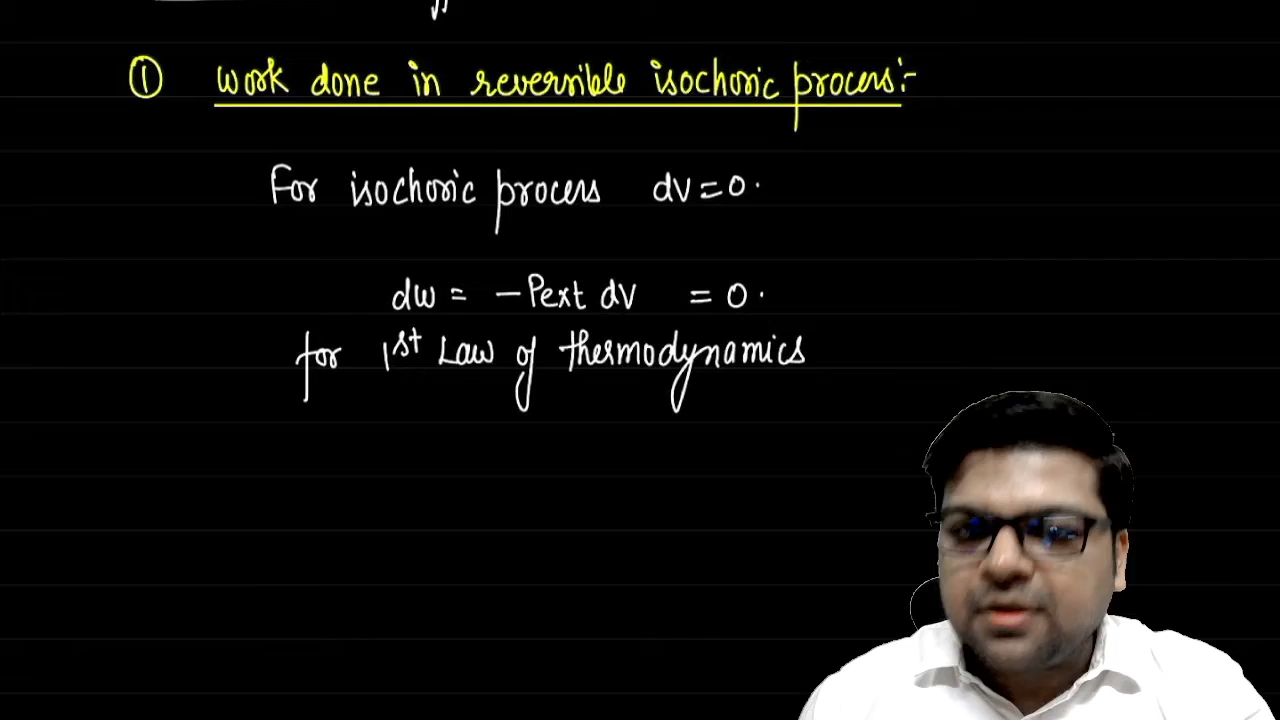 ① work done in reversible isochoric process:-
For isochoric process dv=0.
dw = -Pext dv = 0.
for 1st Law of thermodynamics